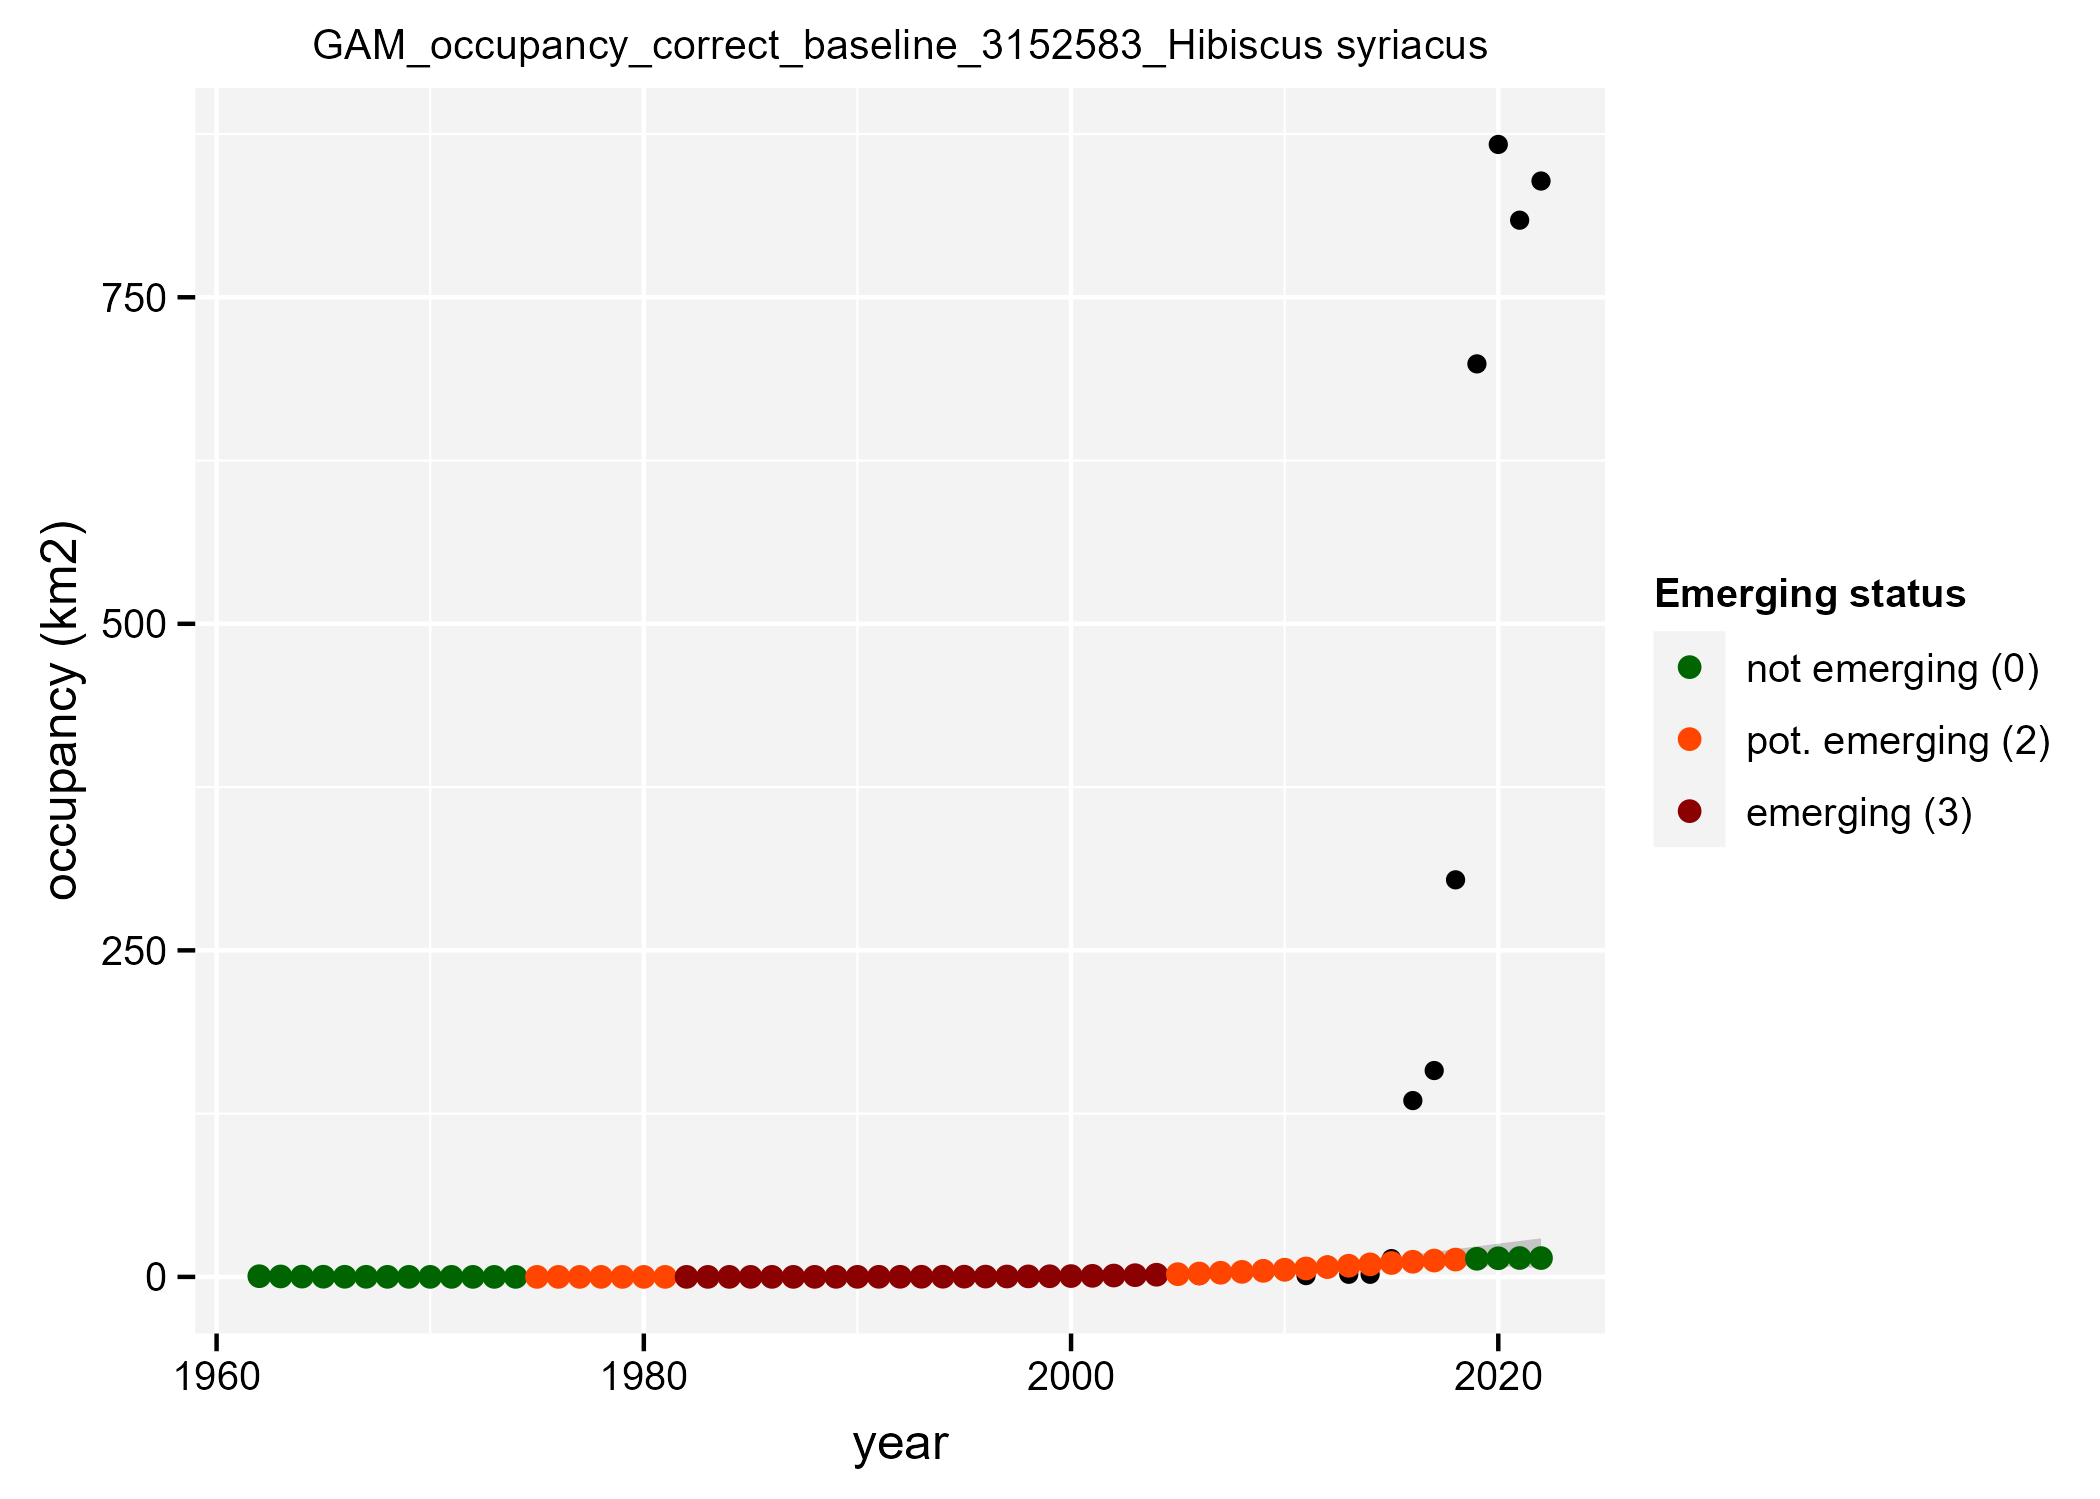 GAM_occupancy_correct_baseline_3152583_Hibiscus syriacus
occupancy (km2)
750
500
250
0
1960
1980
2000
2020
year
Emerging status
not emerging (0)
pot. emerging (2)
emerging (3)